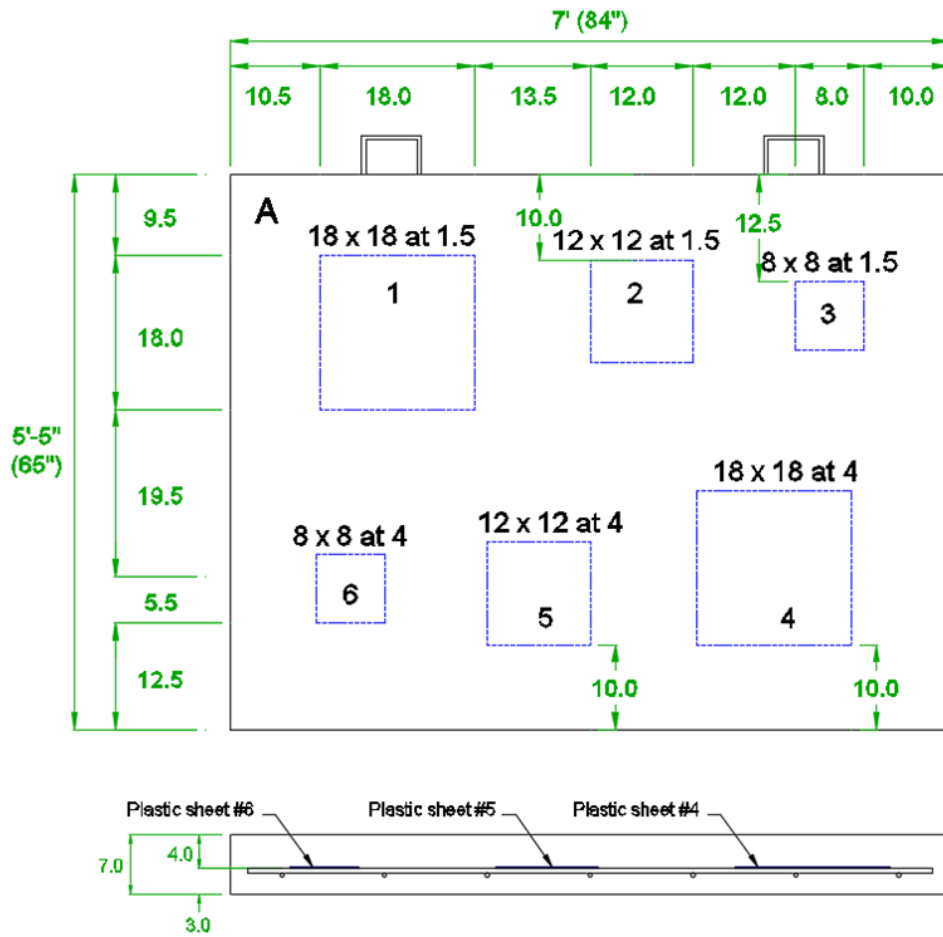 7' (84")
10.5 18.0 13.5 12.0 12.0 8.0 10.0
A
9.5
10.0
12.5
18 x 18 at 1.5
12 x 12 at 1.5
8 x 8 at 1.5
1
2
3
18.0
5'-5"
(65")
19.5
18 x 18 at 4
12 x 12 at 4
8 x 8 at 4
6
5
4
5.5
12.5
10.0
10.0
Plastic sheet #6
Plastic sheet #5
Plastic sheet #4
7.0
4.0
3.0